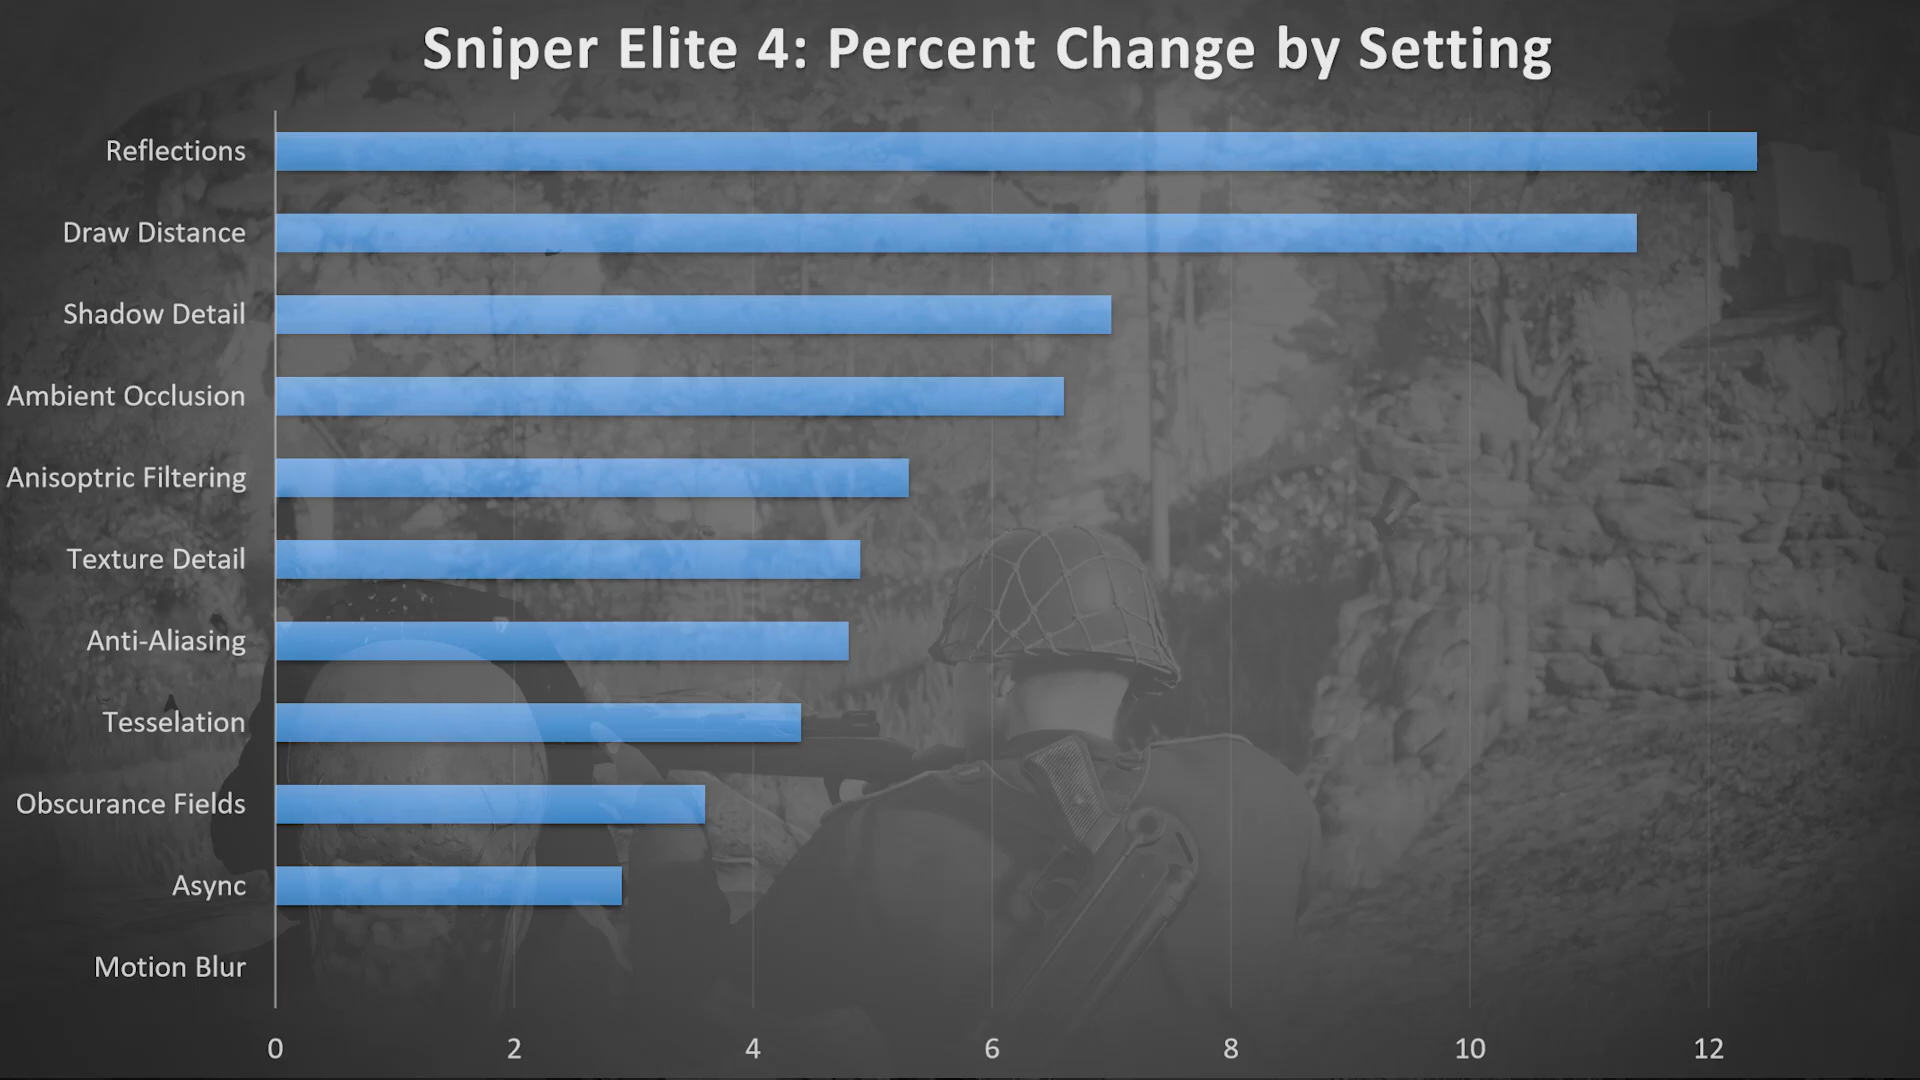 Sniper Elite 4: Percent Change by Setting
Reflections
Draw Distance
Shadow Detail
Ambient Occlusion
Anisoptric Filtering
Texture Detail
Anti-Aliasing
Tesselation
Obscurance Fields
Async
Motion Blur
0 2 4 6 8 10 12